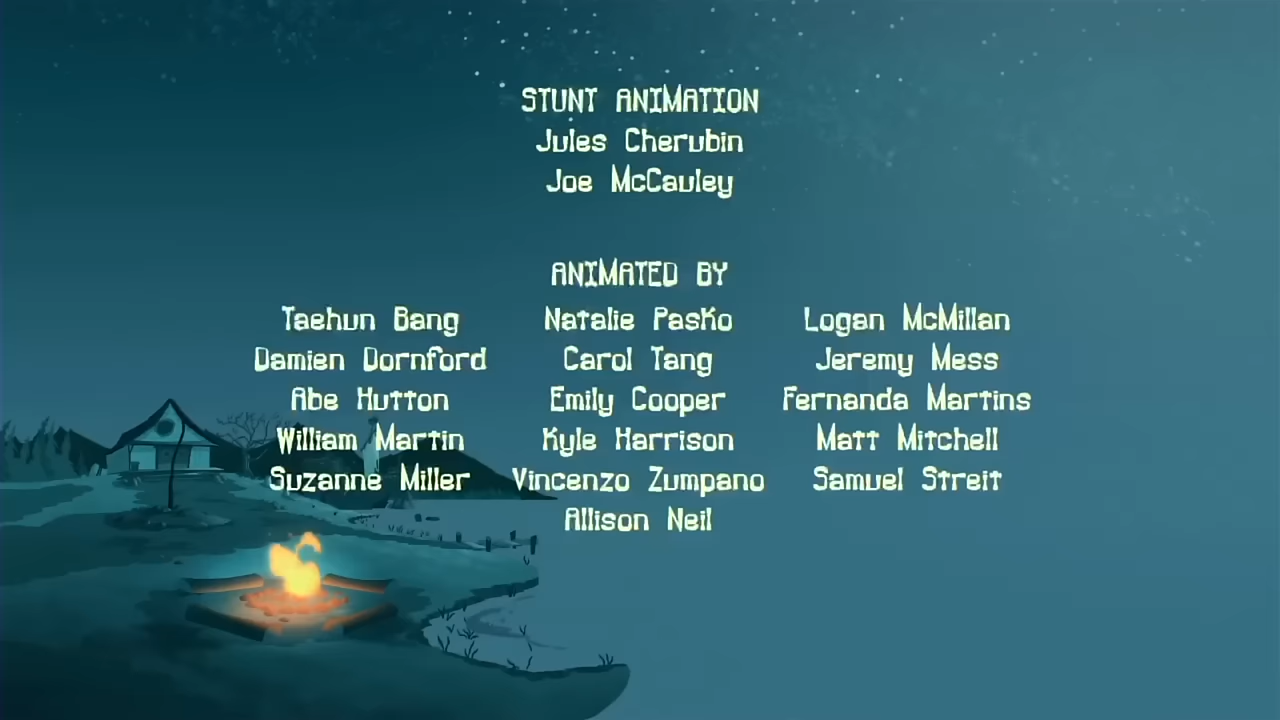 STUNT ANIMATION
Jules Cherubin
Joe McCauley
ANIMATED BY
Taehun Bang Natalie Pasko Logan McMillan
Damien Dornford Carol Tang Jeremy Mess
Abe Hutton Emily Cooper Fernanda Martins
William Martin Kyle Harrison Matt Mitchell
Suzanne Miller Vincenzo Zumpano Samuel Streit
Allison Neil